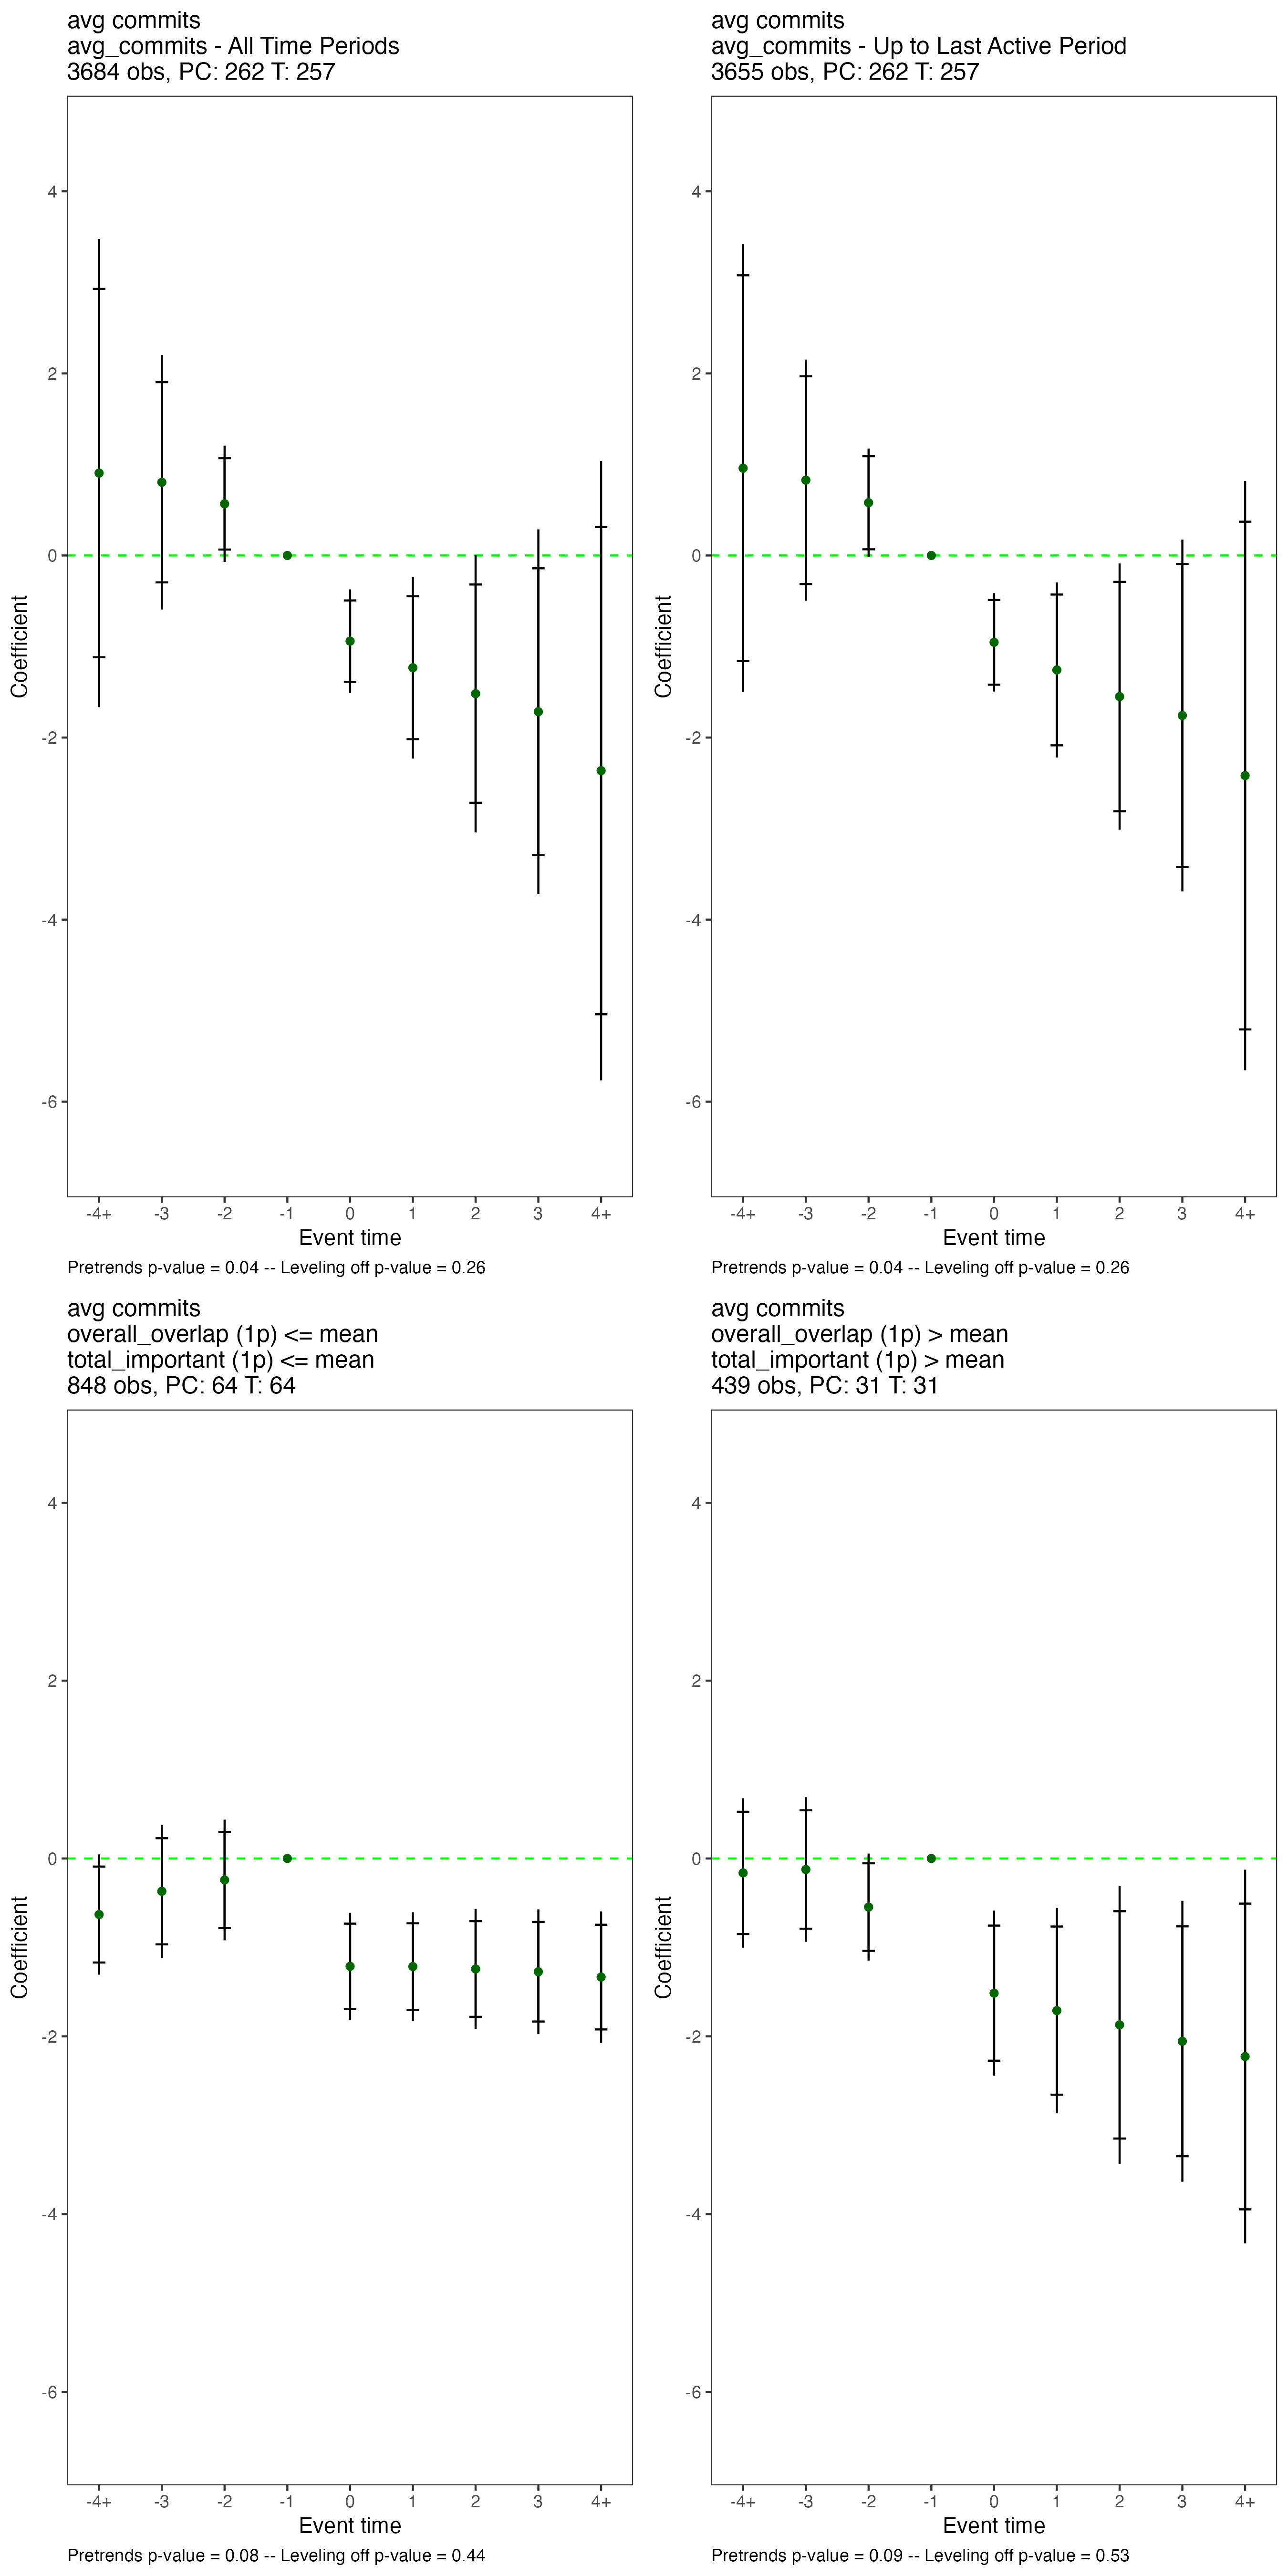 avg commits
avg_commits - All Time Periods
3684 obs, PC: 262 T: 257
4
2
0
-2
-4
-6
Coefficient
-4+ -3 -2 -1 0 1 2 3 4+
Event time
Pretrends p-value = 0.04 -- Leveling off p-value = 0.26
avg commits
avg_commits - Up to Last Active Period
3655 obs, PC: 262 T: 257
4
2
0
-2
-4
-6
Coefficient
-4+ -3 -2 -1 0 1 2 3 4+
Event time
Pretrends p-value = 0.04 -- Leveling off p-value = 0.26
avg commits
overall_overlap (1p) <= mean
total_important (1p) <= mean
848 obs, PC: 64 T: 64
4
2
0
-2
-4
-6
Coefficient
-4+ -3 -2 -1 0 1 2 3 4+
Event time
Pretrends p-value = 0.08 -- Leveling off p-value = 0.44
avg commits
overall_overlap (1p) > mean
total_important (1p) > mean
439 obs, PC: 31 T: 31
4
2
0
-2
-4
-6
Coefficient
-4+ -3 -2 -1 0 1 2 3 4+
Event time
Pretrends p-value = 0.09 -- Leveling off p-value = 0.53